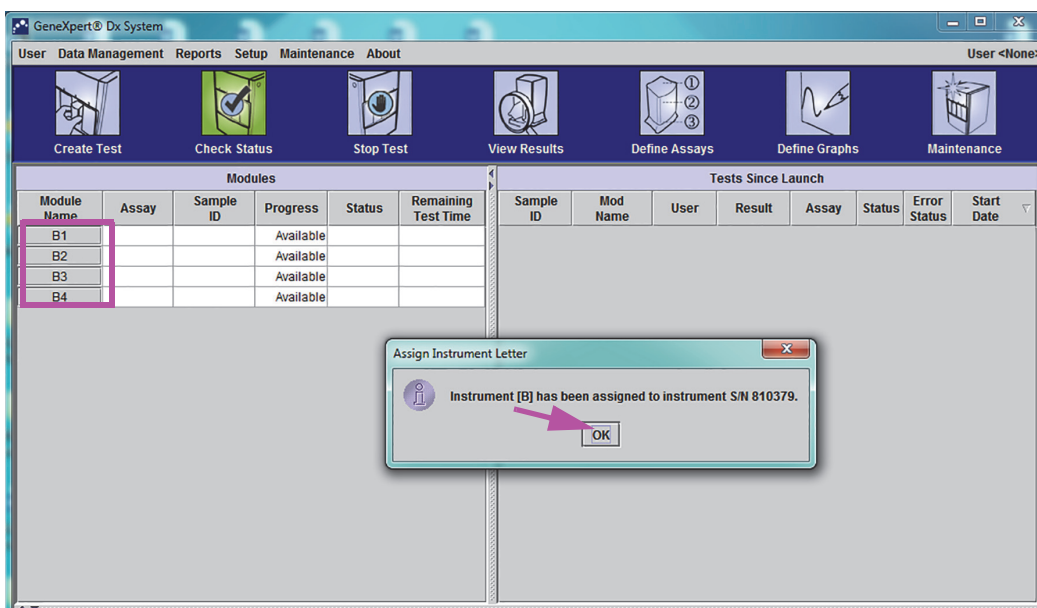 GeneXpert® Dx System
User Data Management Reports Setup Maintenance About User <None>
Create Test Check Status Stop Test View Results Define Assays Define Graphs Maintenance
Modules
Tests Since Launch
Module Name Assay Sample ID Progress Status Remaining Test Time
Sample ID Mod Name User Result Assay Status Error Status Start Date
B1 Available
B2 Available
B3 Available
B4 Available
Assign Instrument Letter
Instrument [B] has been assigned to instrument S/N 810379.
OK